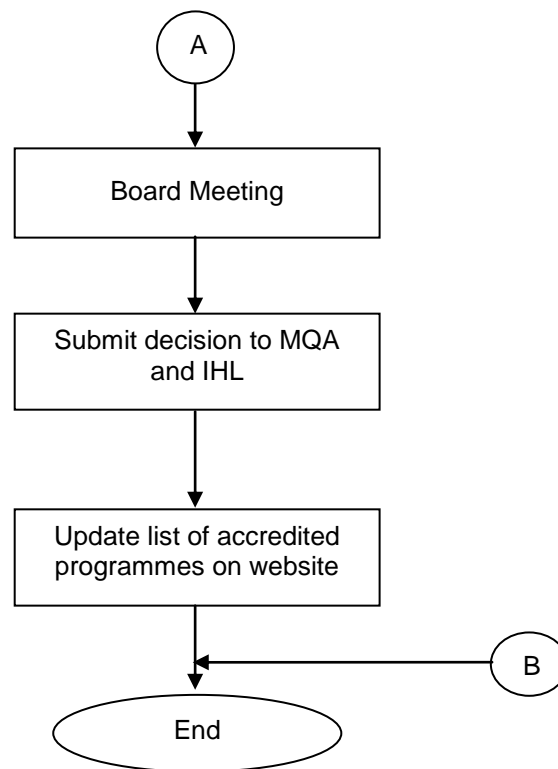 A
Board Meeting
Submit decision to MQA
and IHL
Update list of accredited
programmes on website
B
End